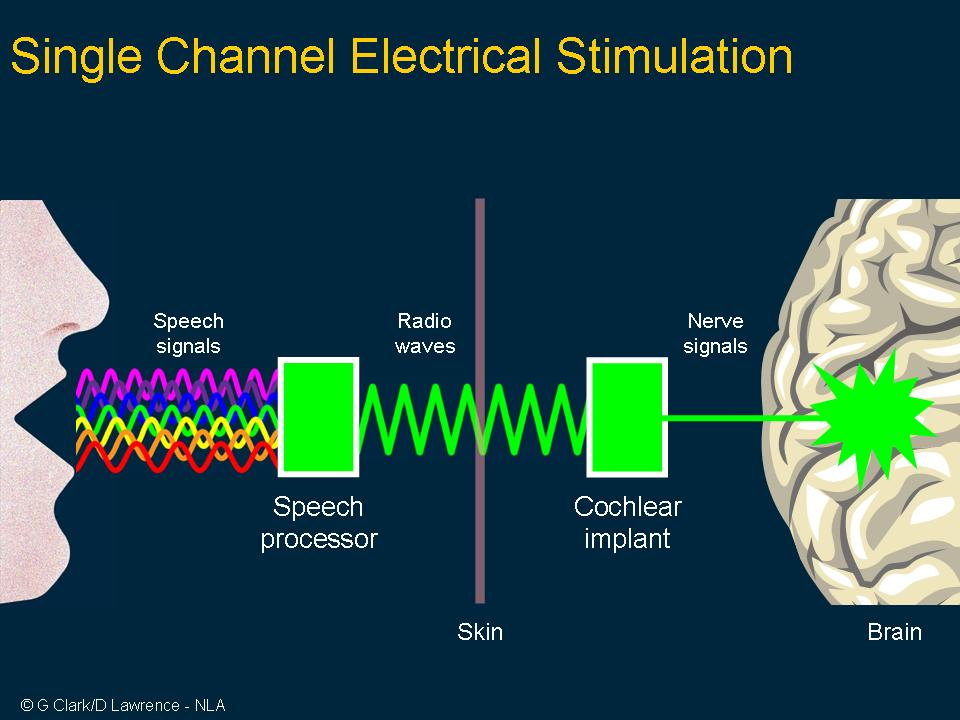 Single Channel Electrical Stimulation
Speech
signals
Radio
waves
Nerve
signals
Speech
processor
Cochlear
implant
Skin
Brain
© G Clark/D Lawrence - NLA